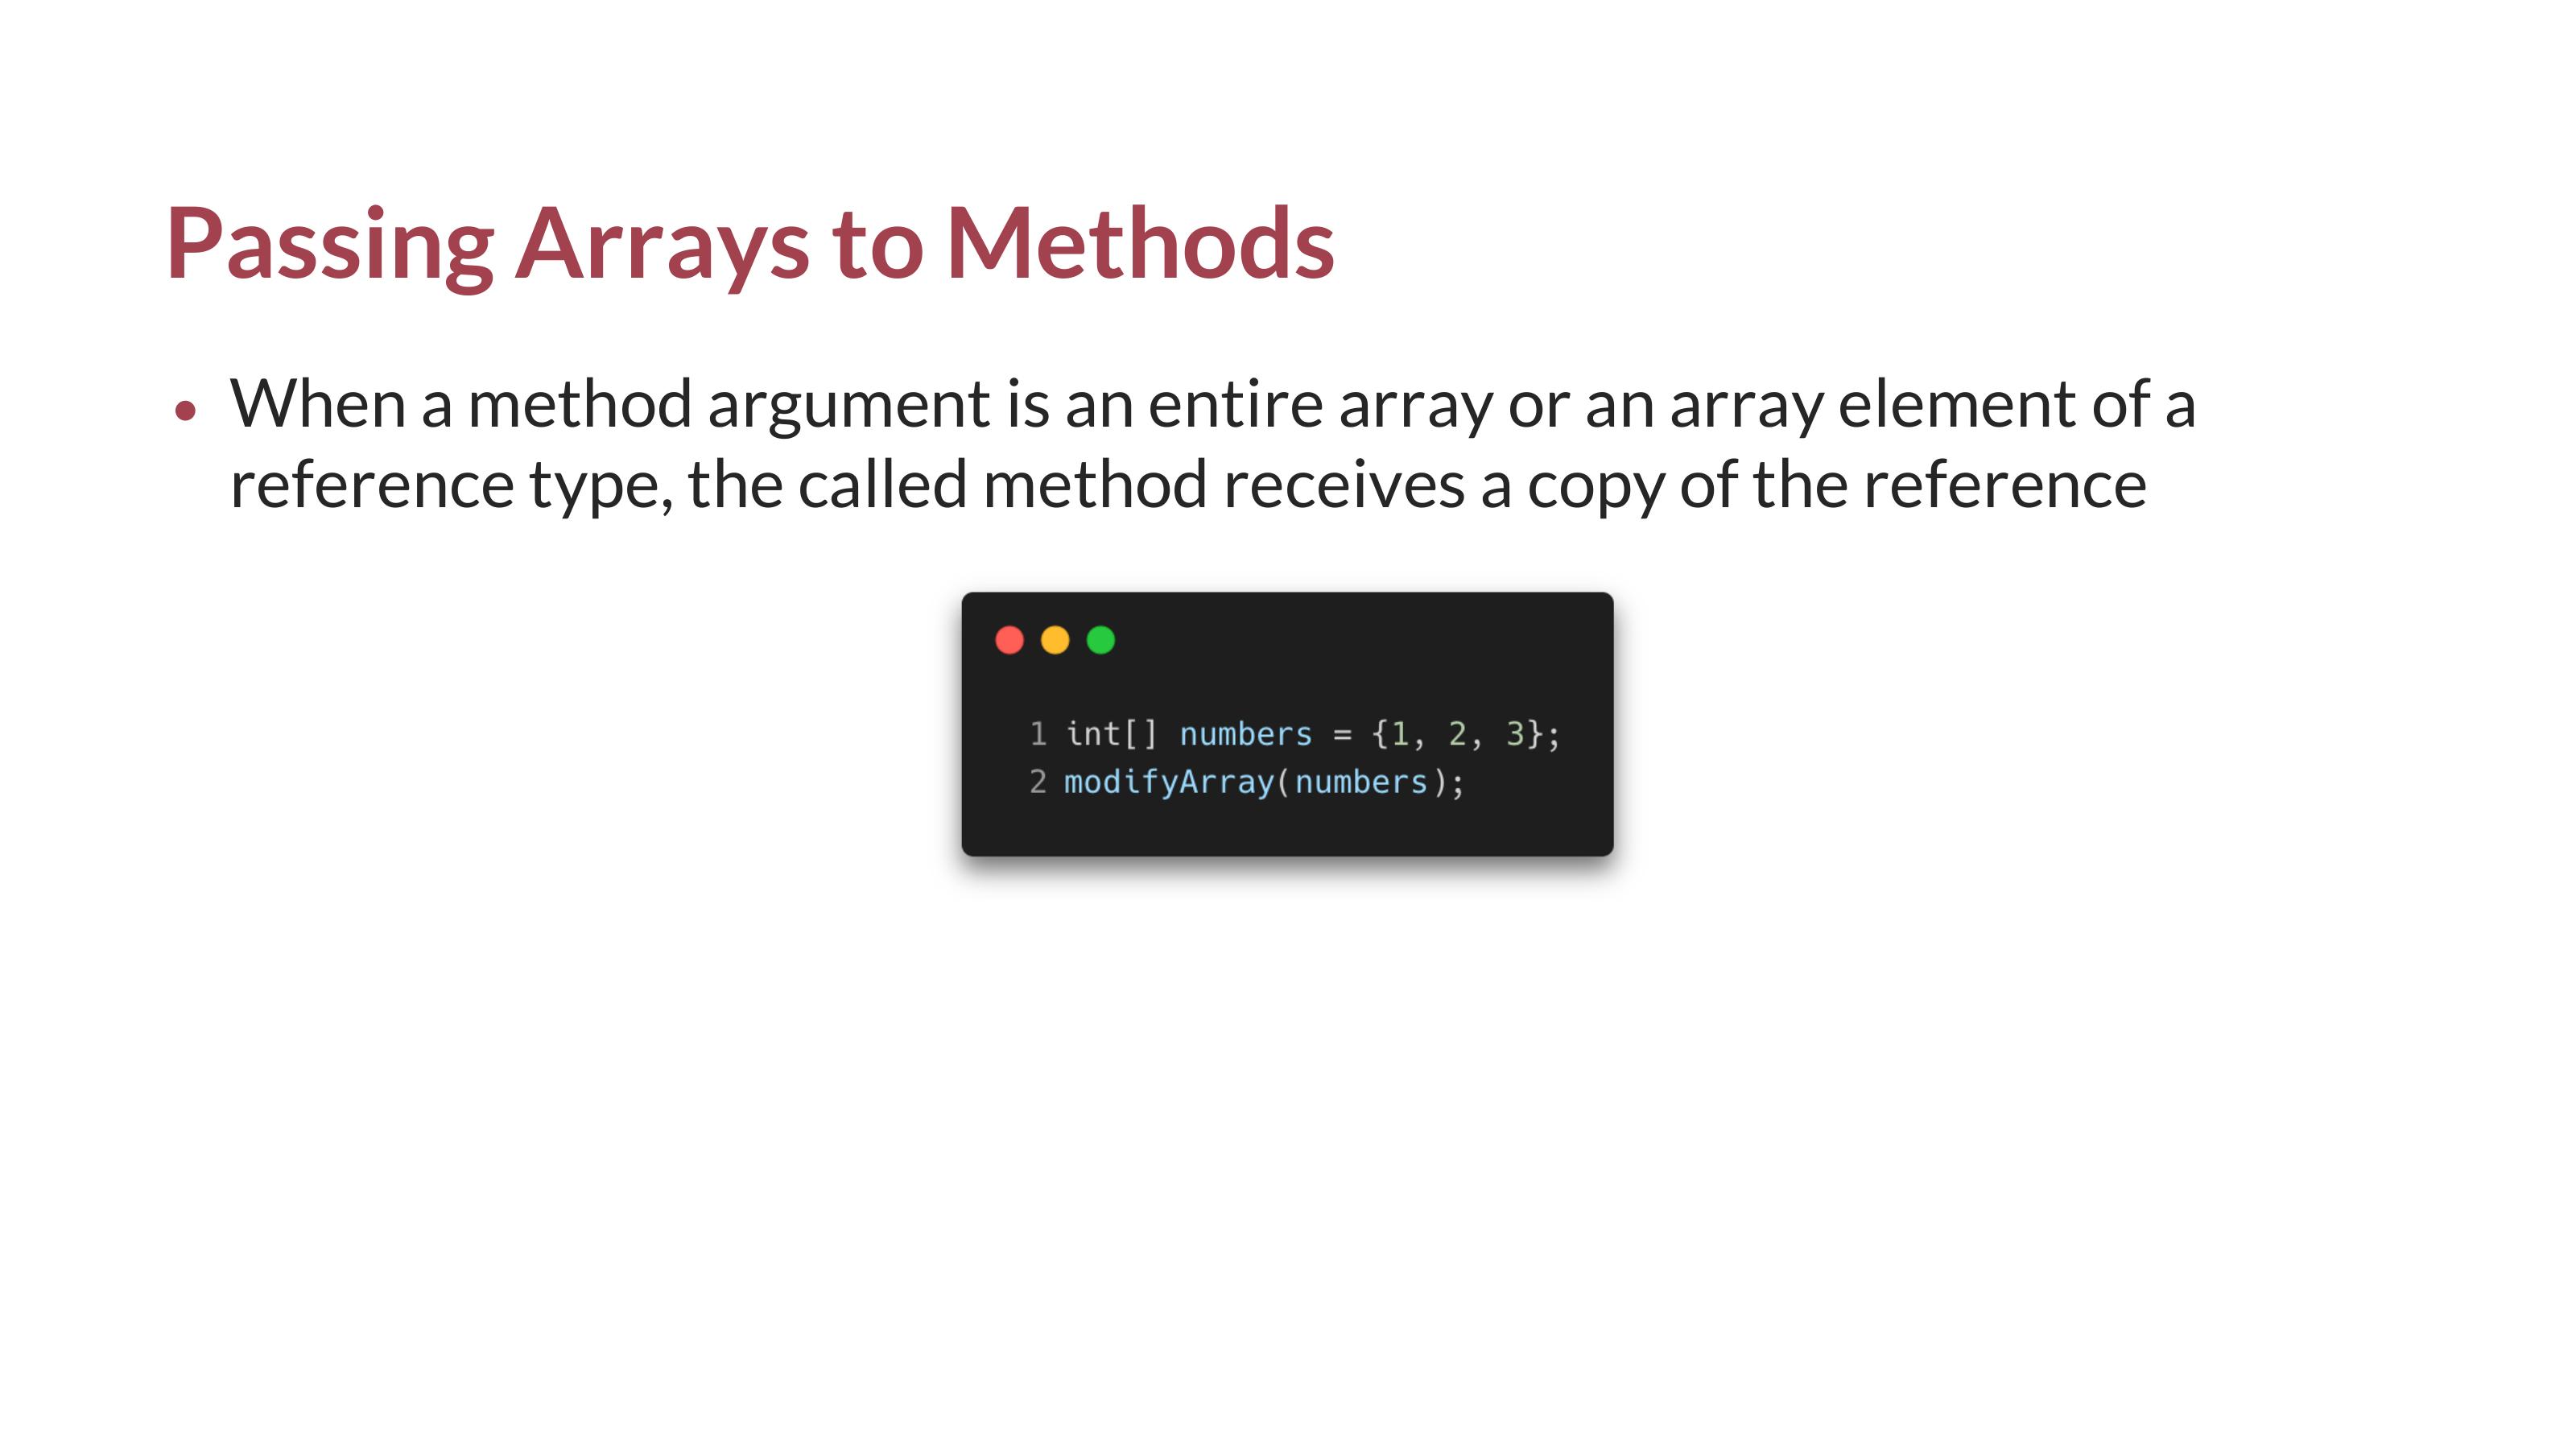 Passing Arrays to Methods
• When a method argument is an entire array or an array element of a
reference type, the called method receives a copy of the reference
1 int[] numbers = {1, 2, 3};
2 modifyArray(numbers);